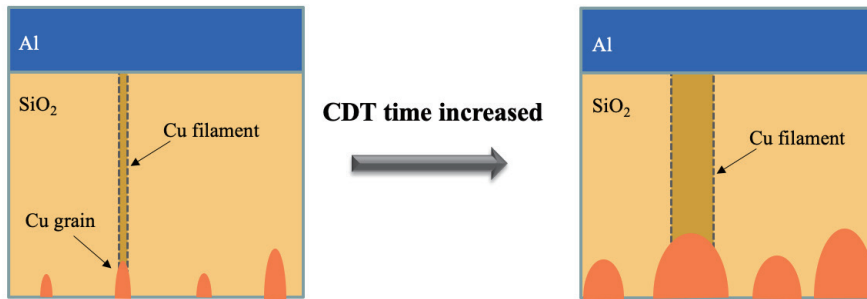 Al
SiO₂
Cu filament
Cu grain
CDT time increased
Al
SiO₂
Cu filament